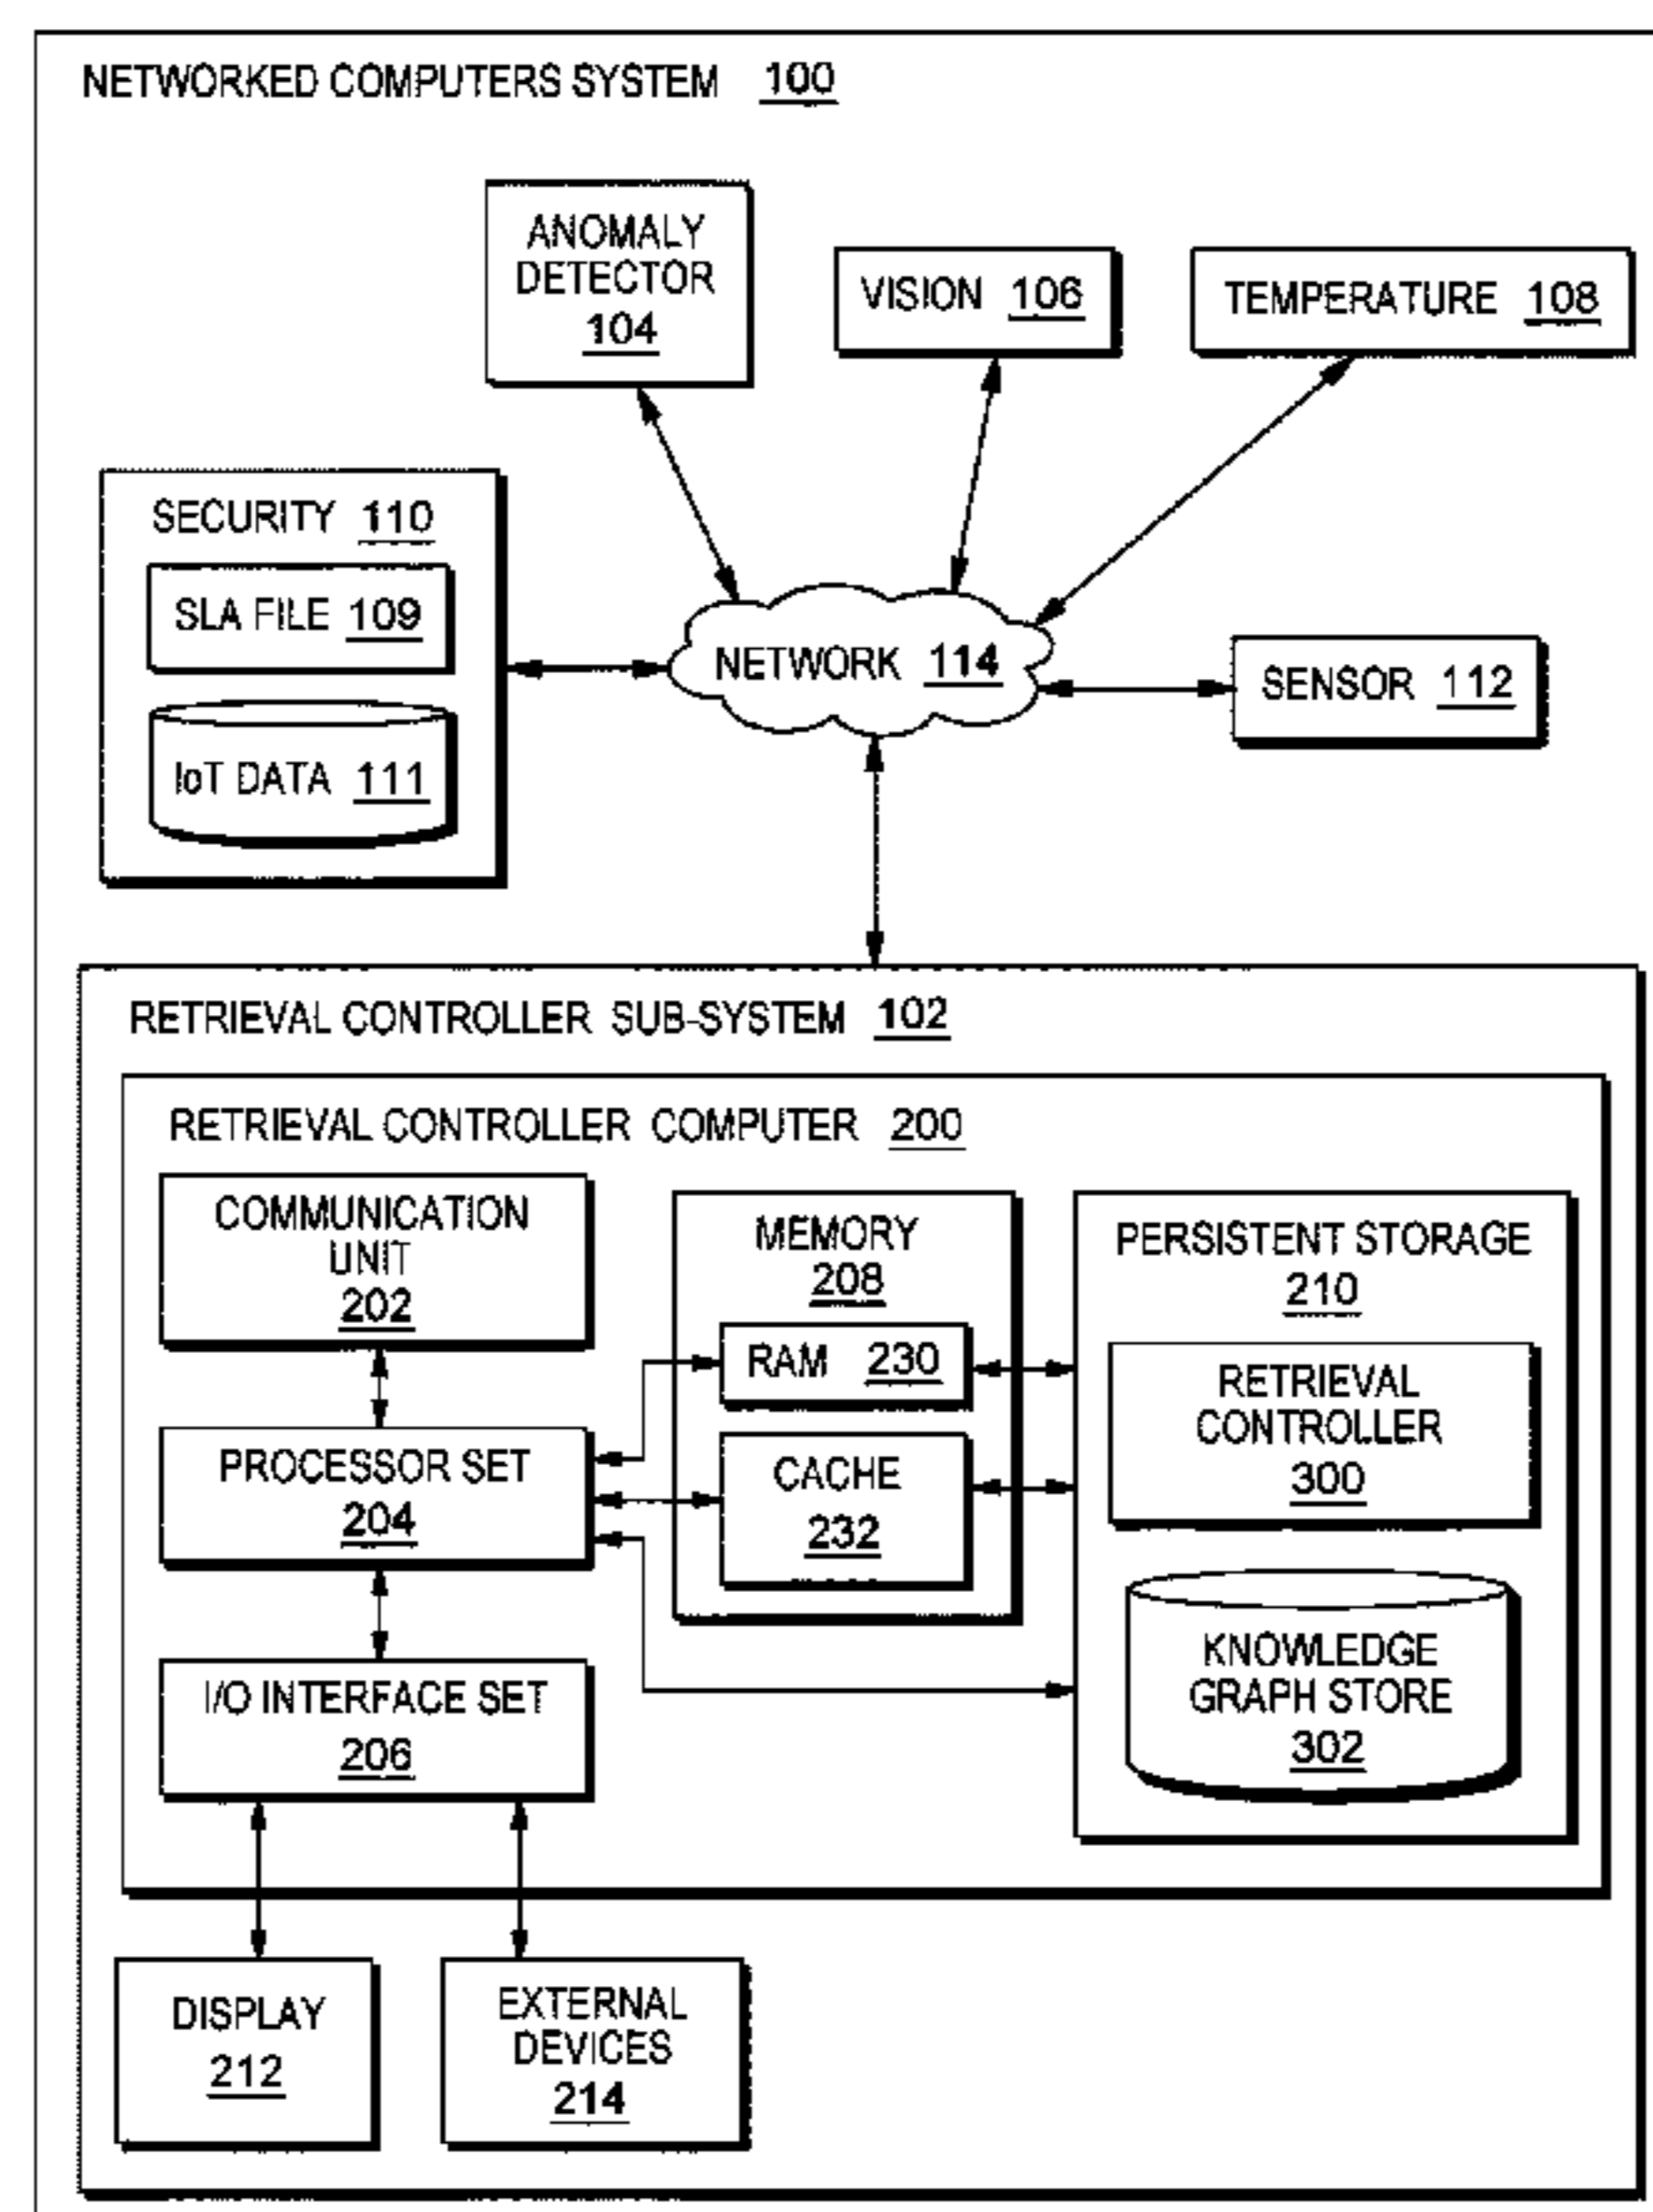 NETWORKED COMPUTERS SYSTEM 100
ANOMALY
DETECTOR
104
VISION 106
TEMPERATURE 108
SECURITY 110
SLA FILE 109
IoT DATA 111
NETWORK 114
SENSOR 112
RETRIEVAL CONTROLLER SUB-SYSTEM 102
RETRIEVAL CONTROLLER COMPUTER 200
COMMUNICATION
UNIT
202
PROCESSOR SET
204
I/O INTERFACE SET
206
MEMORY
208
RAM 230
CACHE
232
PERSISTENT STORAGE
210
RETRIEVAL
CONTROLLER
300
KNOWLEDGE
GRAPH STORE
302
DISPLAY
212
EXTERNAL
DEVICES
214